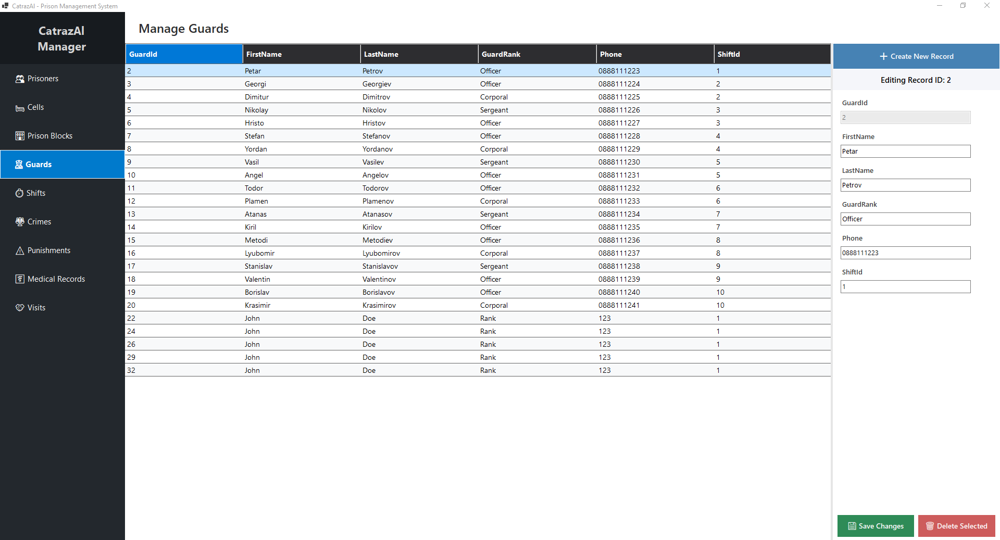 CatrazAl - Prison Management System
CatrazAl
Manager
Prisoners
Cells
Prison Blocks
Guards
Shifts
Crimes
Punishments
Medical Records
Visits
Manage Guards
GuardId FirstName LastName GuardRank Phone ShiftId
2 Petar Petrov Officer 0888111223 1
3 Georgi Georgiev Officer 0888111224 2
4 Dimitur Dimitrov Corporal 0888111225 2
5 Nikolay Nikolov Sergeant 0888111226 3
6 Hristo Hristov Officer 0888111227 3
7 Stefan Stefanov Officer 0888111228 4
8 Yordan Yordanov Corporal 0888111229 4
9 Vasil Vasilev Sergeant 0888111230 5
10 Angel Angelov Officer 0888111231 5
11 Todor Todorov Officer 0888111232 6
12 Plamen Plamenov Corporal 0888111233 6
13 Atanas Atanasov Sergeant 0888111234 7
14 Kiril Kirilov Officer 0888111235 7
15 Metodi Metodiev Officer 0888111236 8
16 Lyubomir Lyubomirov Corporal 0888111237 8
17 Stanislav Stanislavov Sergeant 0888111238 9
18 Valentin Valentinov Officer 0888111239 9
19 Borislav Borislavov Officer 0888111240 10
20 Krasimir Krasimirov Corporal 0888111241 10
22 John Doe Rank 123 1
24 John Doe Rank 123 1
26 John Doe Rank 123 1
29 John Doe Rank 123 1
32 John Doe Rank 123 1
+ Create New Record
Editing Record ID: 2
GuardId
2
FirstName
Petar
LastName
Petrov
GuardRank
Officer
Phone
0888111223
ShiftId
1
Save Changes
Delete Selected